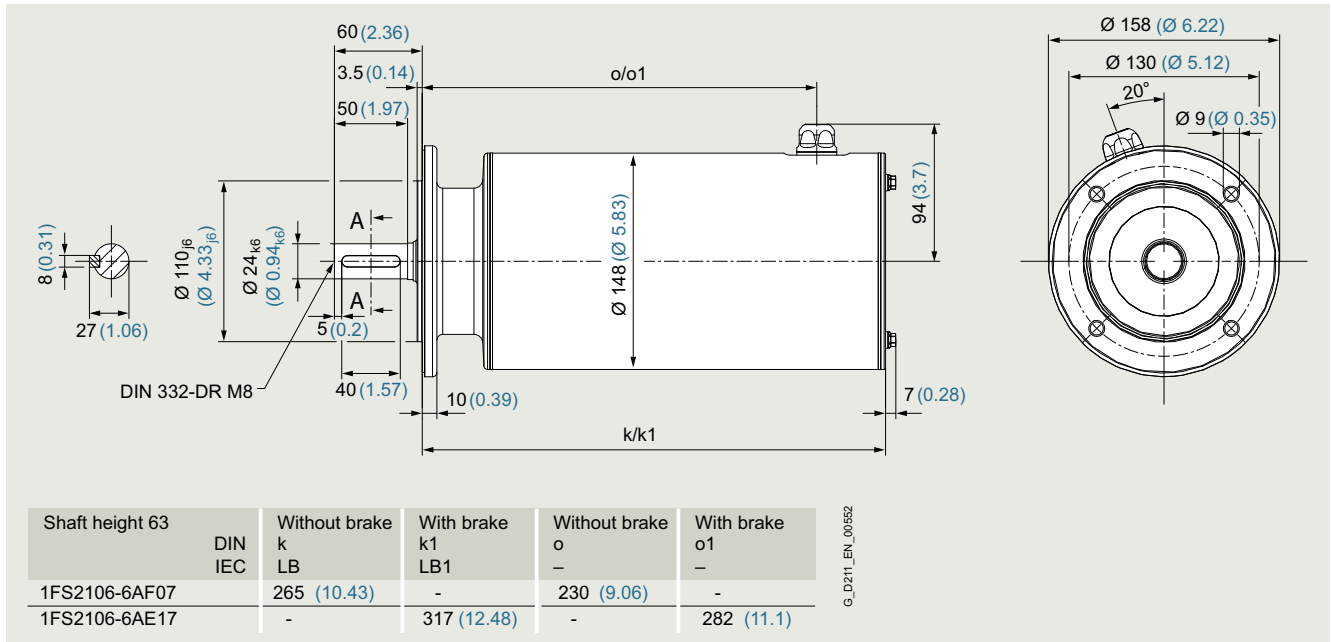 60 (2.36)
3.5 (0.14)
50 (1.97)
o/o1
94 (3.7)
8 (0.31)
27 (1.06)
Ø 110j6
(Ø 4.33j6)
Ø 24k6
(Ø 0.94k6)
A
A
5 (0.2)
40 (1.57)
DIN 332-DR M8
10 (0.39)
Ø 148 (Ø 5.83)
7 (0.28)
k/k1
Ø 158 (Ø 6.22)
Ø 130 (Ø 5.12)
20°
Ø 9 (Ø 0.35)
Shaft height 63 Without brake With brake Without brake With brake
DIN k k1 o o1
IEC LB LB1 – –
1FS2106-6AF07 265 (10.43) - 230 (9.06) -
1FS2106-6AE17 - 317 (12.48) - 282 (11.1)
G_D211_EN_00552